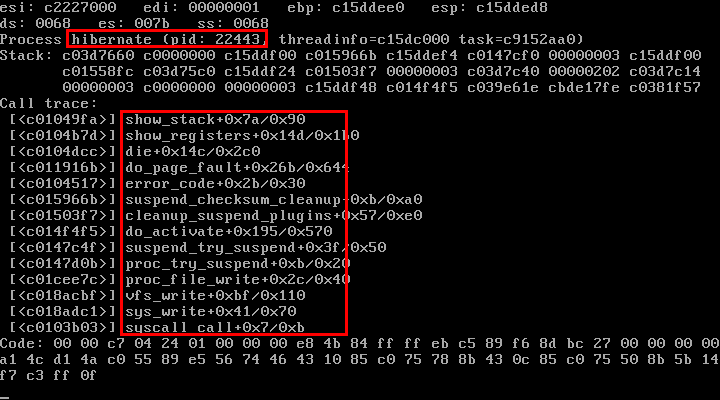 esi: c2227000   edi: 00000001   ebp: c15ddee0   esp: c15dded8
ds: 0068   es: 007b   ss: 0068
Process hibernate (pid: 22443, threadinfo=c15dc000 task=c9152aa0)
Stack: c03d7660 c0000000 c15ddf00 c015966b c15ddef4 c0147cf0 00000003 c15ddf00
c01558fc c03d75c0 c15ddf24 c01503f7 00000003 c03d7c40 00000202 c03d7c14
00000003 c0000000 00000003 c15ddf48 c014f4f5 c039e61e cbde17fe c0381f57
Call trace:
[<c01049fa>] show_stack+0x7a/0x90
[<c0104b7d>] show_registers+0x14d/0x1b0
[<c0104dcc>] die+0x14c/0x2c0
[<c011916b>] do_page_fault+0x26b/0x644
[<c0104517>] error_code+0x2b/0x30
[<c015966b>] suspend_checksum_cleanup+0xb/0xa0
[<c01503f7>] cleanup_suspend_plugins+0x57/0xe0
[<c014f4f5>] do_activate+0x195/0x570
[<c0147c4f>] suspend_try_suspend+0x3f/0x50
[<c0147d0b>] proc_try_suspend+0xb/0x20
[<c01cee7c>] proc_file_write+0x2c/0x40
[<c018acbf>] vfs_write+0xbf/0x110
[<c018adc1>] sys_write+0x41/0x70
[<c0103b03>] syscall_call+0x7/0xb
Code: 00 00 c7 04 24 01 00 00 00 e8 4b 84 ff ff eb c5 89 f6 8d bc 27 00 00 00 00
a1 4c d1 4a c0 55 89 e5 56 74 46 43 10 85 c0 75 78 8b 43 0c 85 c0 75 50 8b 5b 14
f7 c3 ff 0f